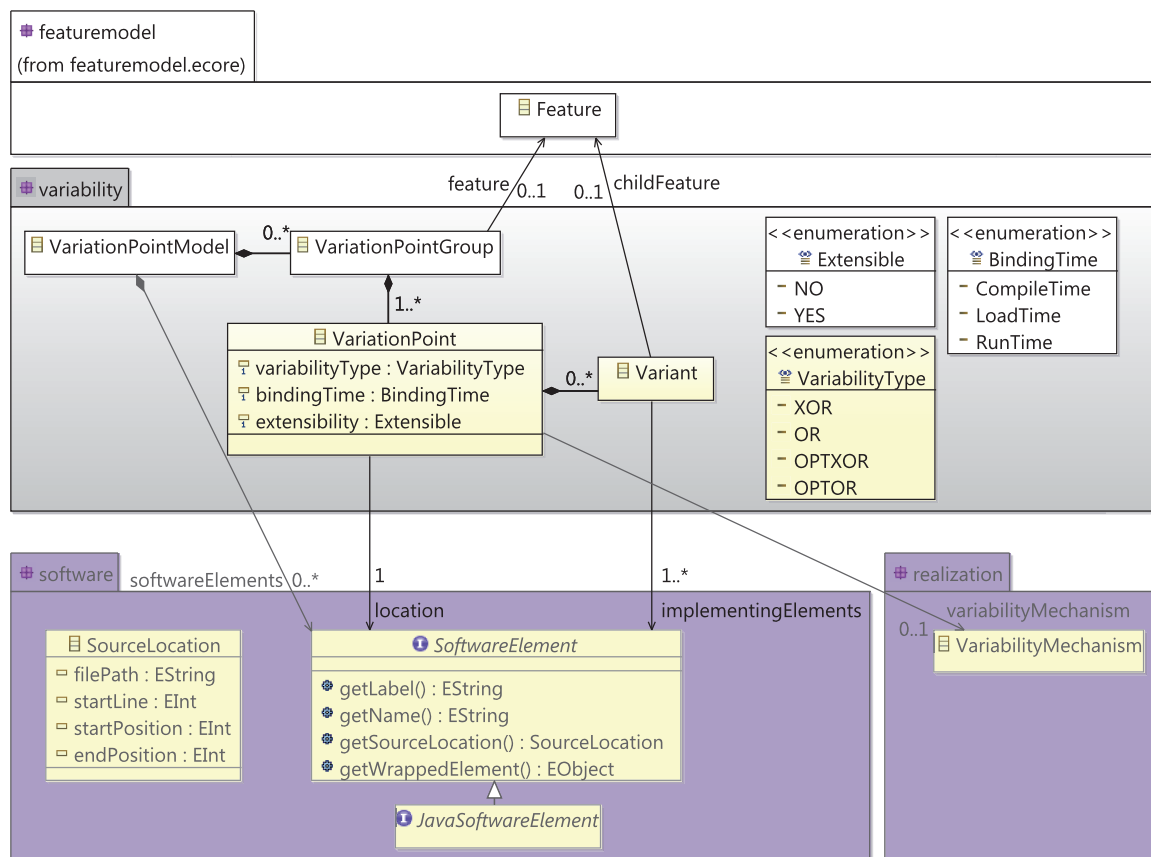 featuremodel
(from featuremodel.ecore)
Feature
feature
0..1
0..1
childFeature
variability
VariationPointModel
0..*
VariationPointGroup
1..*
VariationPoint
variabilityType : VariabilityType
bindingTime : BindingTime
extensibility : Extensible
0..*
Variant
<<enumeration>>
Extensible
NO
YES
<<enumeration>>
BindingTime
CompileTime
LoadTime
RunTime
<<enumeration>>
VariabilityType
XOR
OR
OPTXOR
OPTOR
software
softwareElements 0..*
1
location
1..*
implementingElements
realization
variabilityMechanism
0..1
VariabilityMechanism
SourceLocation
filePath : EString
startLine : EInt
startPosition : EInt
endPosition : EInt
SoftwareElement
getLabel() : EString
getName() : EString
getSourceLocation() : SourceLocation
getWrappedElement() : EObject
JavaSoftwareElement